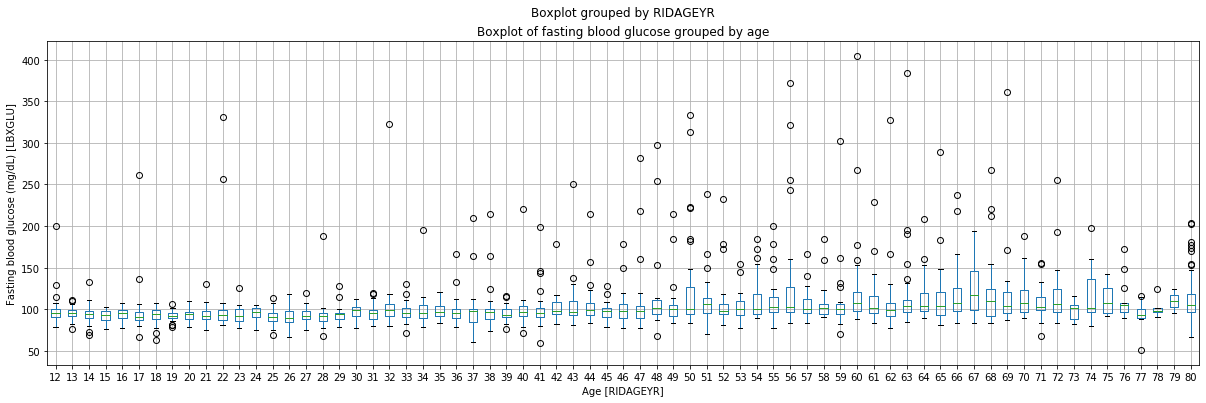 Boxplot grouped by RIDAGEYR
Boxplot of fasting blood glucose grouped by age
Fasting blood glucose (mg/dL) [LBXGLU]
400
350
300
250
200
150
100
50
12 13 14 15 16 17 18 19 20 21 22 23 24 25 26 27 28 29 30 31 32 33 34 35 36 37 38 39 40 41 42 43 44 45 46 47 48 49 50 51 52 53 54 55 56 57 58 59 60 61 62 63 64 65 66 67 68 69 70 71 72 73 74 75 76 77 78 79 80
Age [RIDAGEYR]